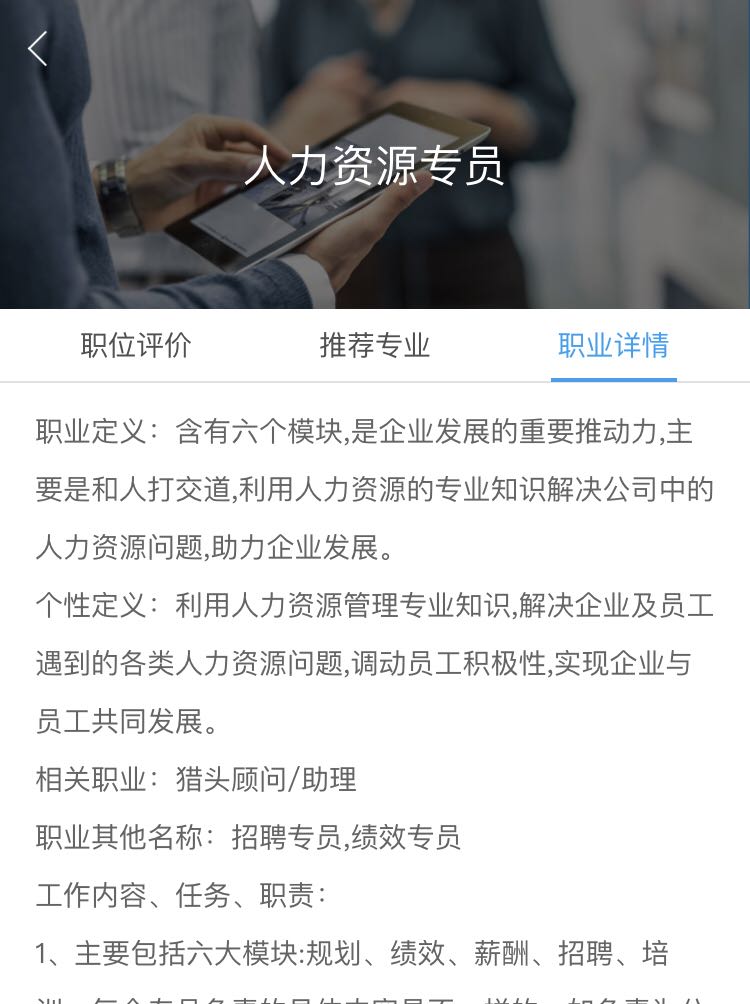 人力资源专员
职位评价 推荐专业 职业详情
职业定义：含有六个模块,是企业发展的重要推动力,主
要是和人打交道,利用人力资源的专业知识解决公司中的
人力资源问题,助力企业发展。
个性定义：利用人力资源管理专业知识,解决企业及员工
遇到的各类人力资源问题,调动员工积极性,实现企业与
员工共同发展。
相关职业：猎头顾问/助理
职业其他名称：招聘专员,绩效专员
工作内容、任务、职责：
1、主要包括六大模块:规划、绩效、薪酬、招聘、培